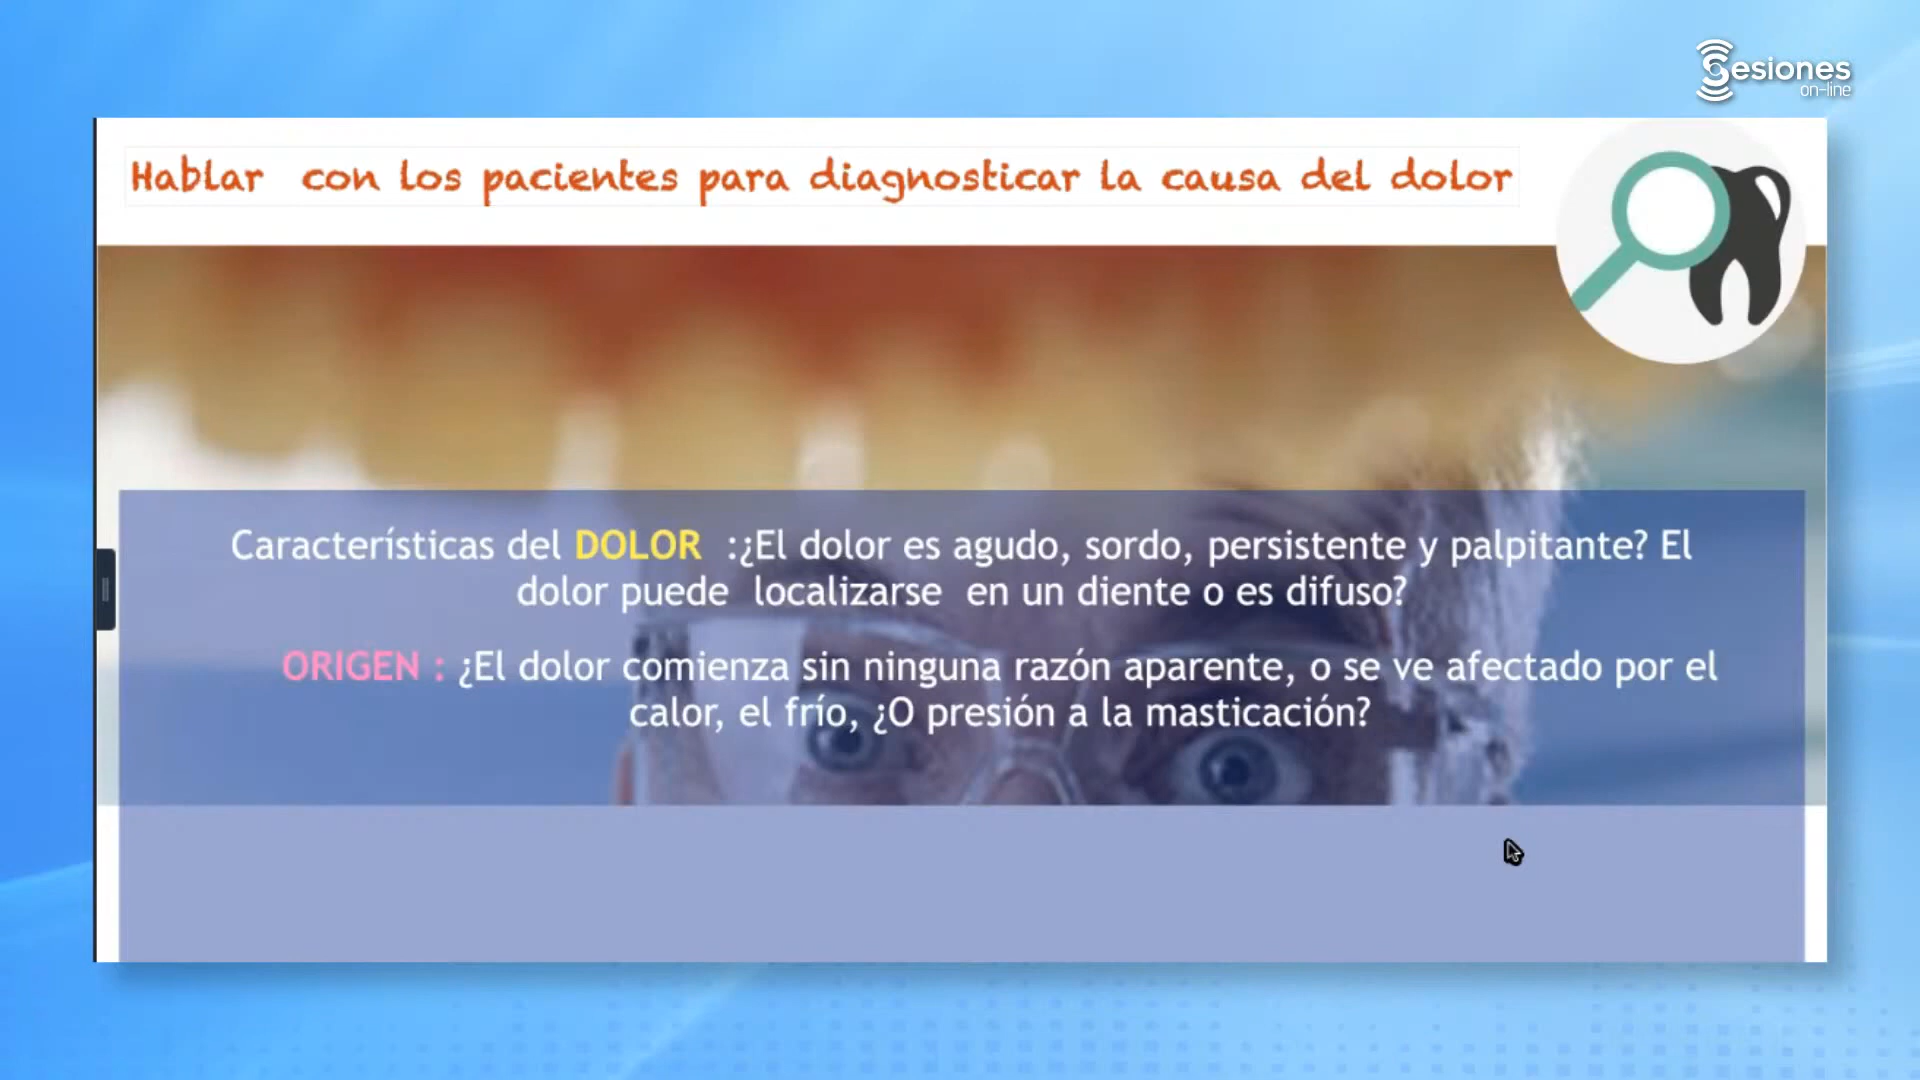 Sesiones
on-line
Hablar con los pacientes para diagnosticar la causa del dolor
Características del DOLOR :¿El dolor es agudo, sordo, persistente y palpitante? El
dolor puede localizarse en un diente o es difuso?
ORIGEN : ¿El dolor comienza sin ninguna razón aparente, o se ve afectado por el
calor, el frío, ¿O presión a la masticación?